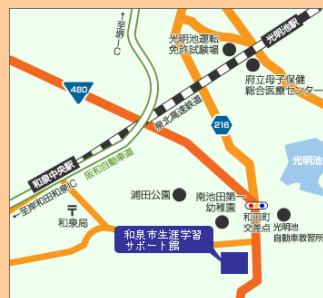 光明池運転
免許試験場
光明池駅
至堺IC
府立母子保健
総合医療センター
480
泉北高速鉄道
216
光明池
和泉中央駅
阪和自動車道
至岸和田和泉IC
和泉局
浦田公園
南池田第一
幼稚園
和田町
交差点
光明池
自動車教習所
和泉市生涯学習
サポート館